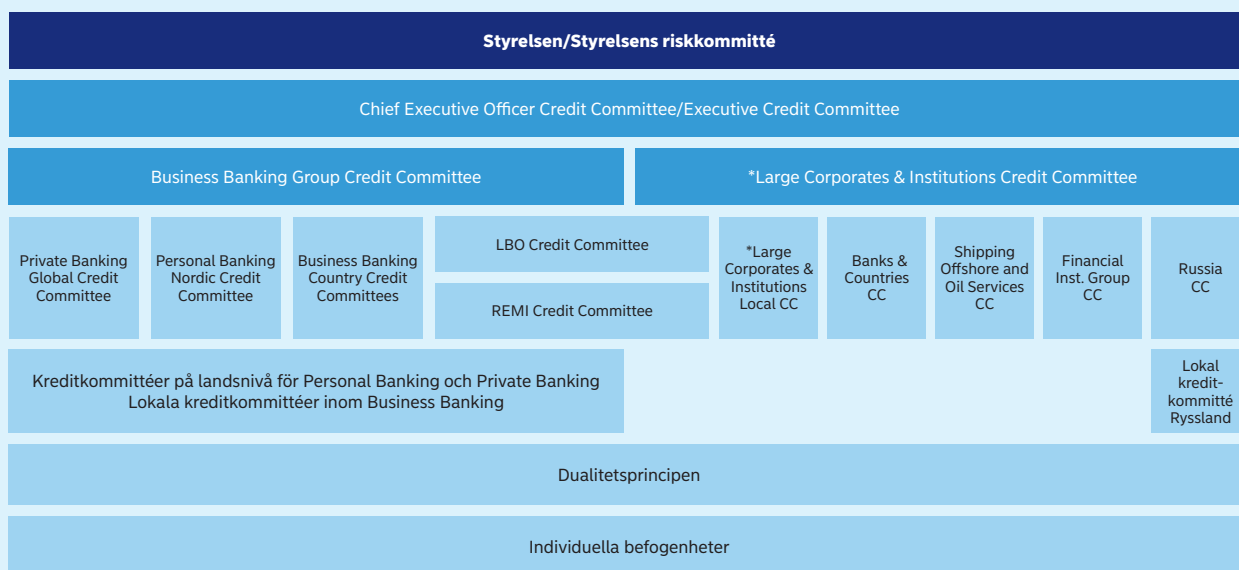 Styrelsen/Styrelsens riskkommitté
Chief Executive Officer Credit Committee/Executive Credit Committee
Business Banking Group Credit Committee
*Large Corporates & Institutions Credit Committee
Private Banking
Global Credit
Committee
Personal Banking
Nordic Credit
Committee
Business Banking
Country Credit
Committees
LBO Credit Committee
REMI Credit Committee
*Large
Corporates &
Institutions
Local CC
Banks &
Countries
CC
Shipping
Offshore and
Oil Services
CC
Financial
Inst. Group
CC
Russia
CC
Kreditkommittéer på landsnivå för Personal Banking och Private Banking
Lokala kreditkommittéer inom Business Banking
Lokal
kredit-
kommitté
Ryssland
Dualitetsprincipen
Individuella befogenheter